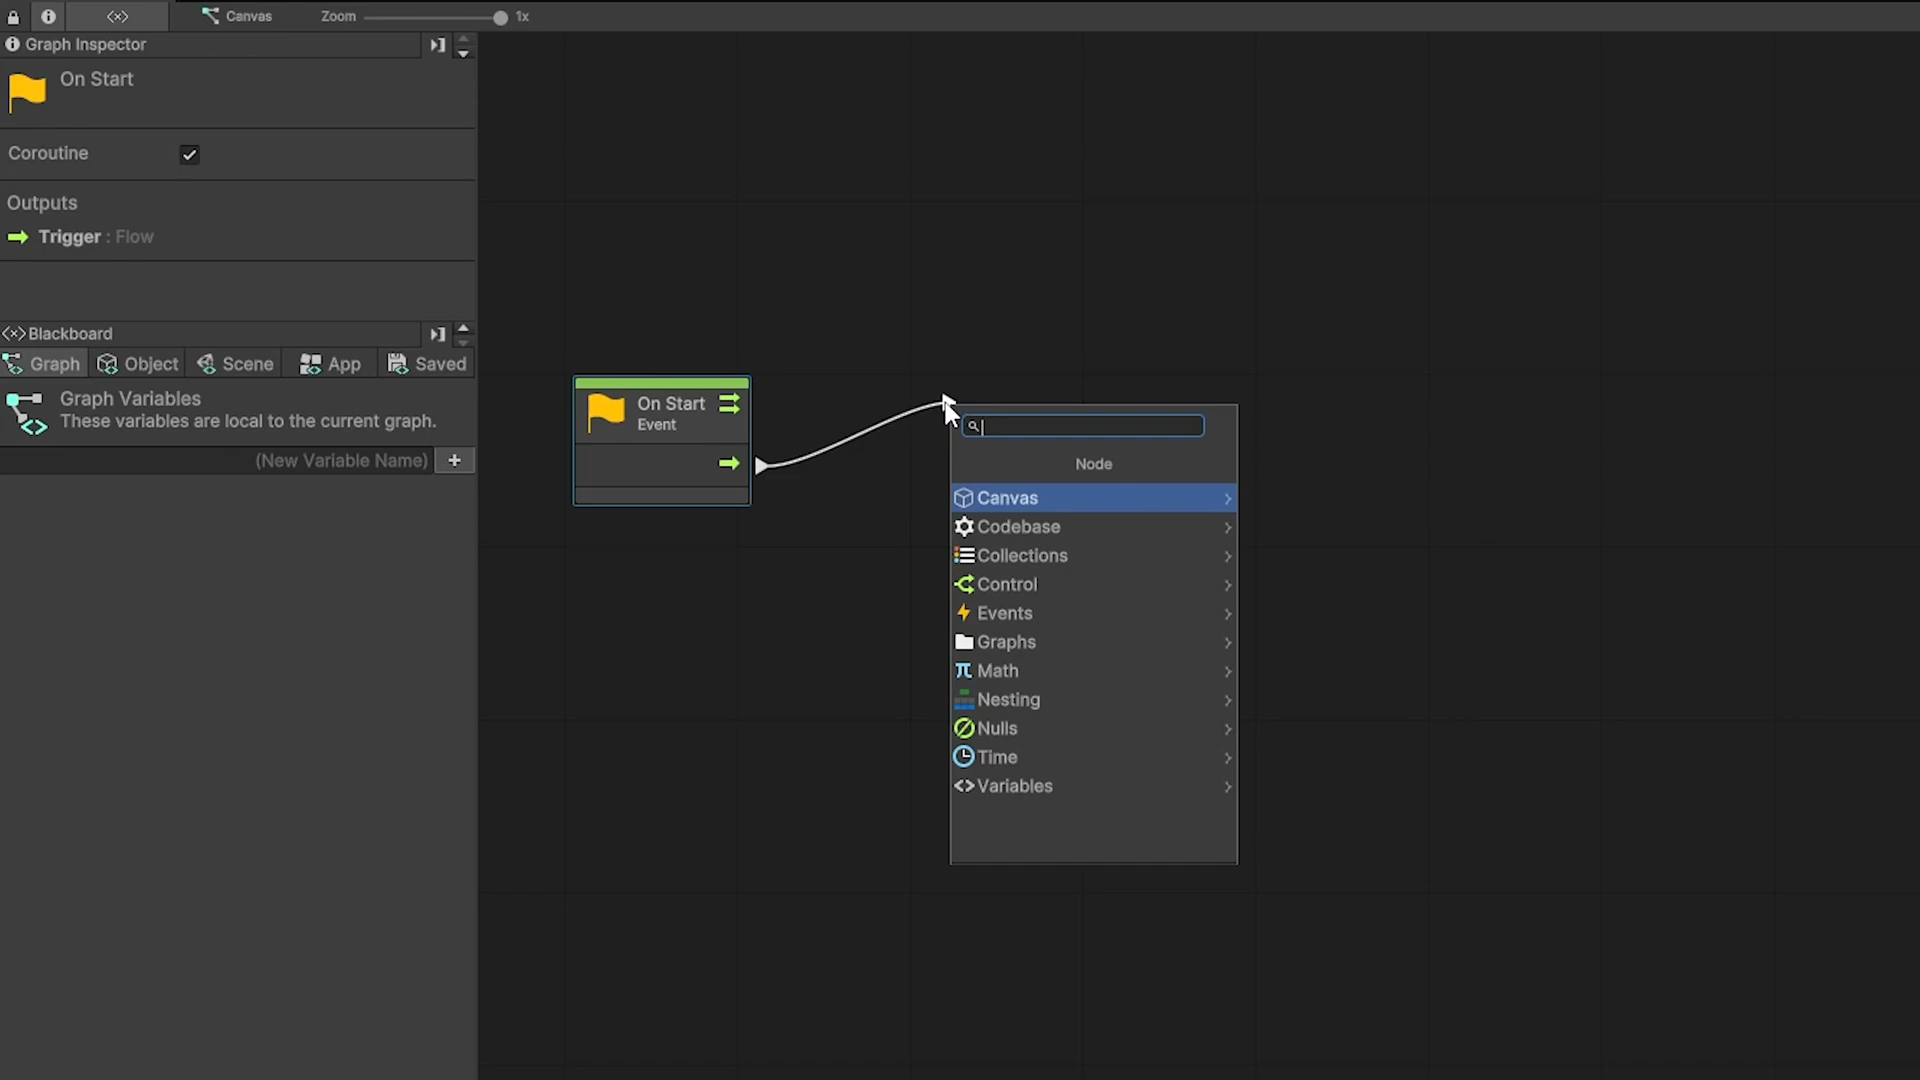 Canvas Zoom 1x
Graph Inspector
On Start
Coroutine
Outputs
Trigger : Flow
Blackboard
Graph Object Scene App Saved
Graph Variables
These variables are local to the current graph.
(New Variable Name) +
On Start
Event
Node
Canvas
Codebase
Collections
Control
Events
Graphs
Math
Nesting
Nulls
Time
Variables